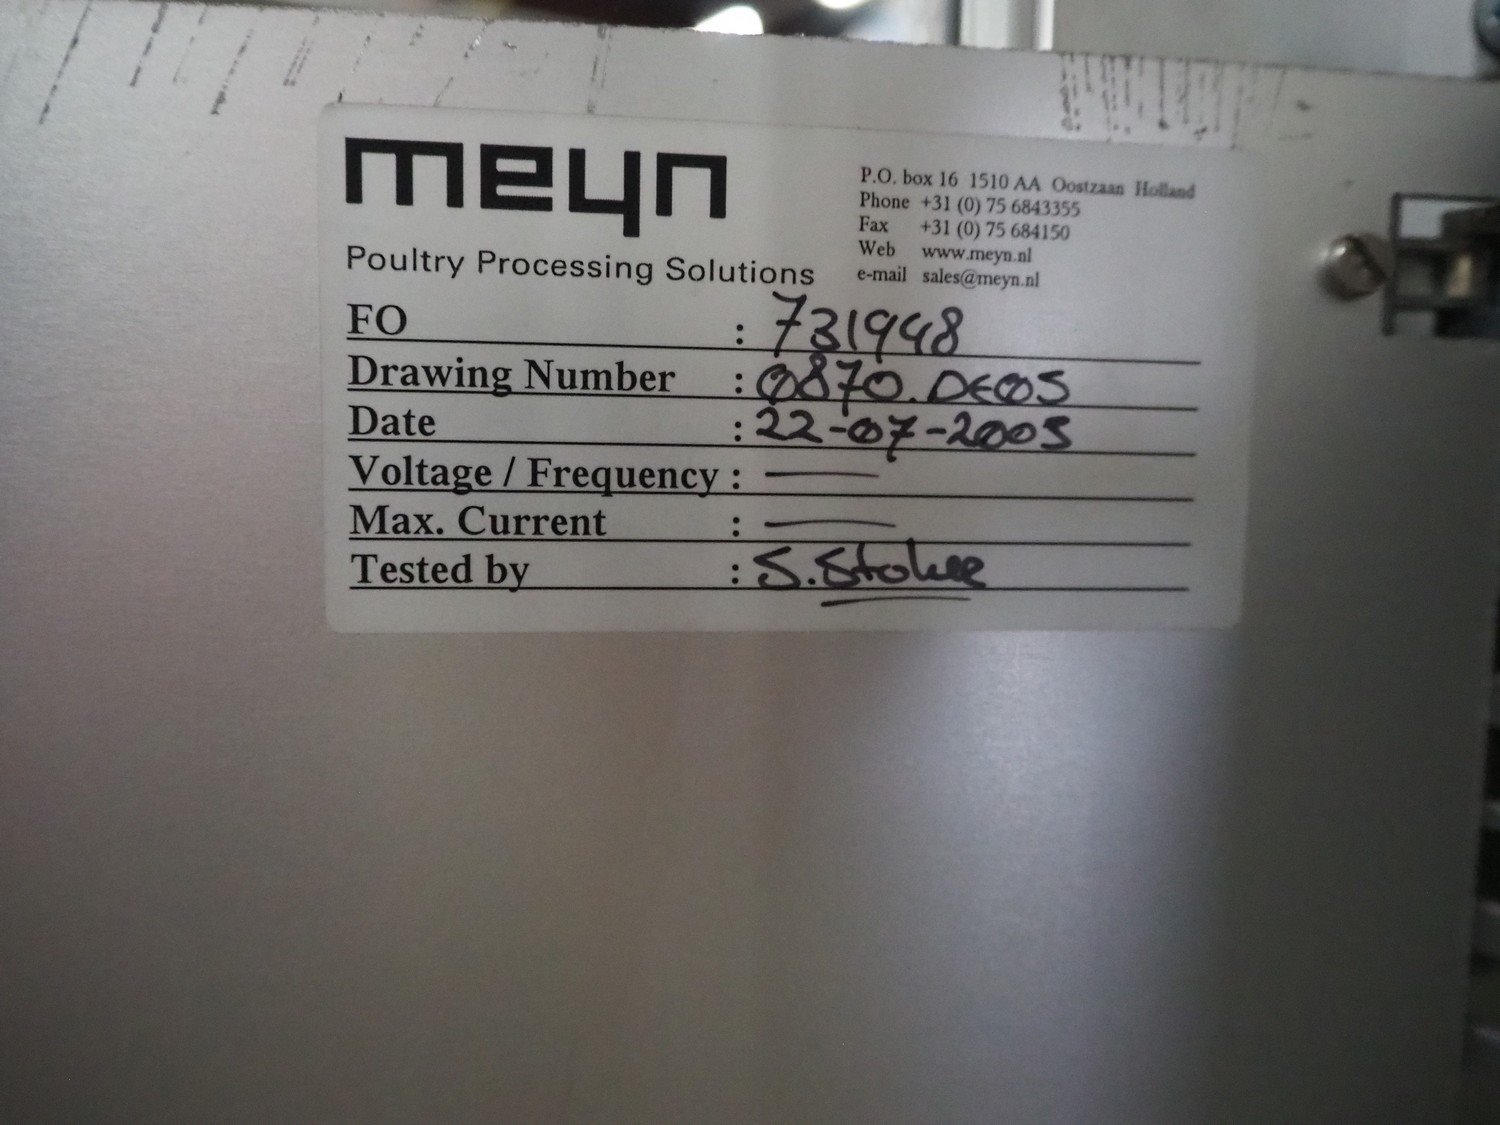 meyn
Poultry Processing Solutions
P.O. box 16 1510 AA Oostzaan Holland
Phone +31 (0) 75 6843355
Fax +31 (0) 75 684150
Web www.meyn.nl
e-mail sales@meyn.nl
FO : 731948
Drawing Number : 0870.DE05
Date : 22-07-2005
Voltage / Frequency : —
Max. Current : —
Tested by : S.